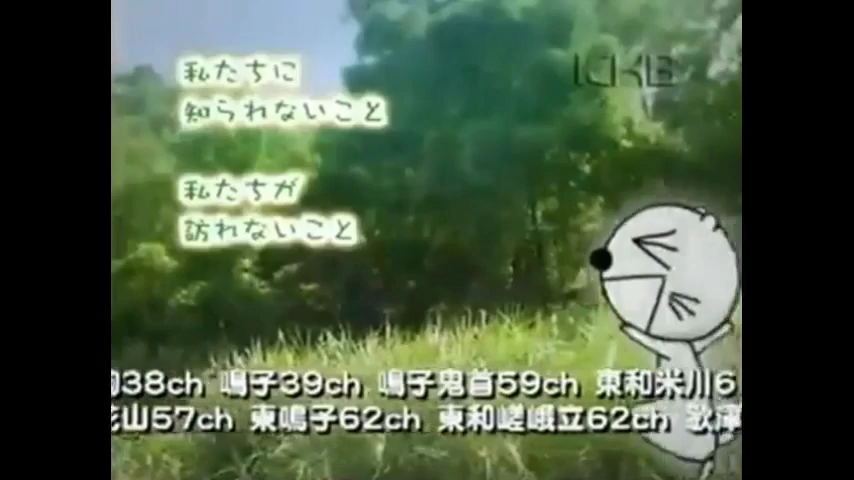 私たちに
知られないこと
私たちが
訪れないこと
38ch 鳴子39ch 鳴子鬼首59ch 東和米川6
山57ch 東鳴子62ch 東和嵯峨立62ch 歌